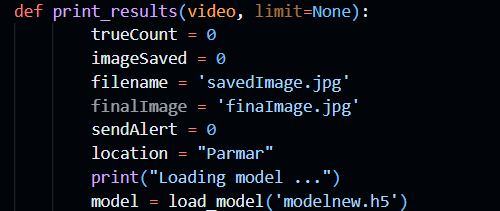 def print_results(video, limit=None):
trueCount = 0
imageSaved = 0
filename = 'savedImage.jpg'
finalImage = 'finaImage.jpg'
sendAlert = 0
location = "Parmar"
print("Loading model ...")
model = load_model('modelnew.h5')